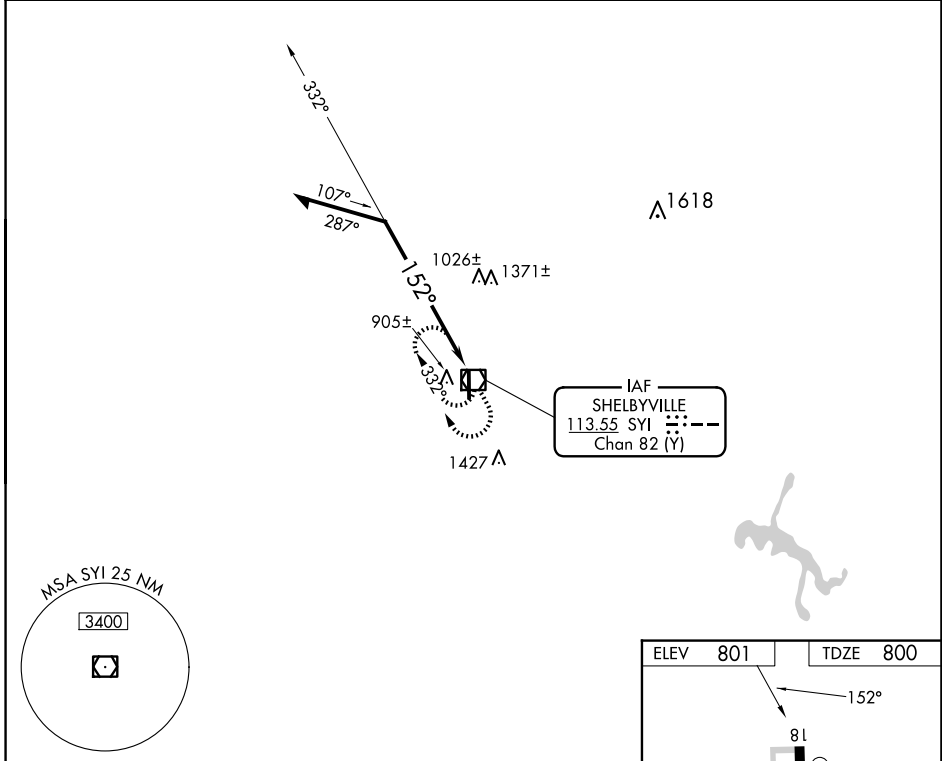 332°
107°
287°
1618
1026±
1371±
152°
905±
332°
IAF
SHELBYVILLE
113.55 SYI
Chan 82 (Y)
1427
MSA SYI 25 NM
3400
ELEV 801
TDZE 800
152°
18